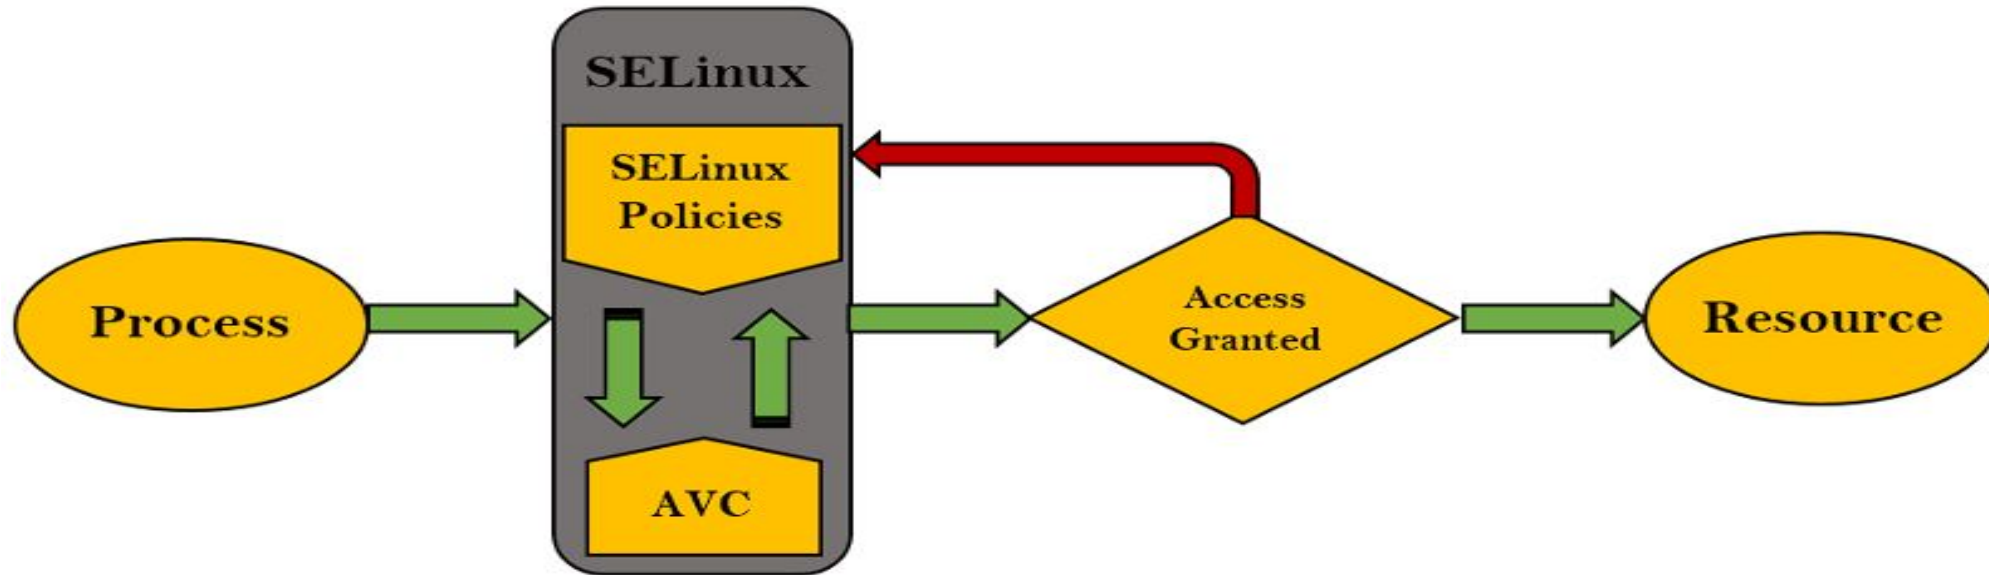 SELinux
SELinux
Policies
Process
Access
Granted
Resource
AVC